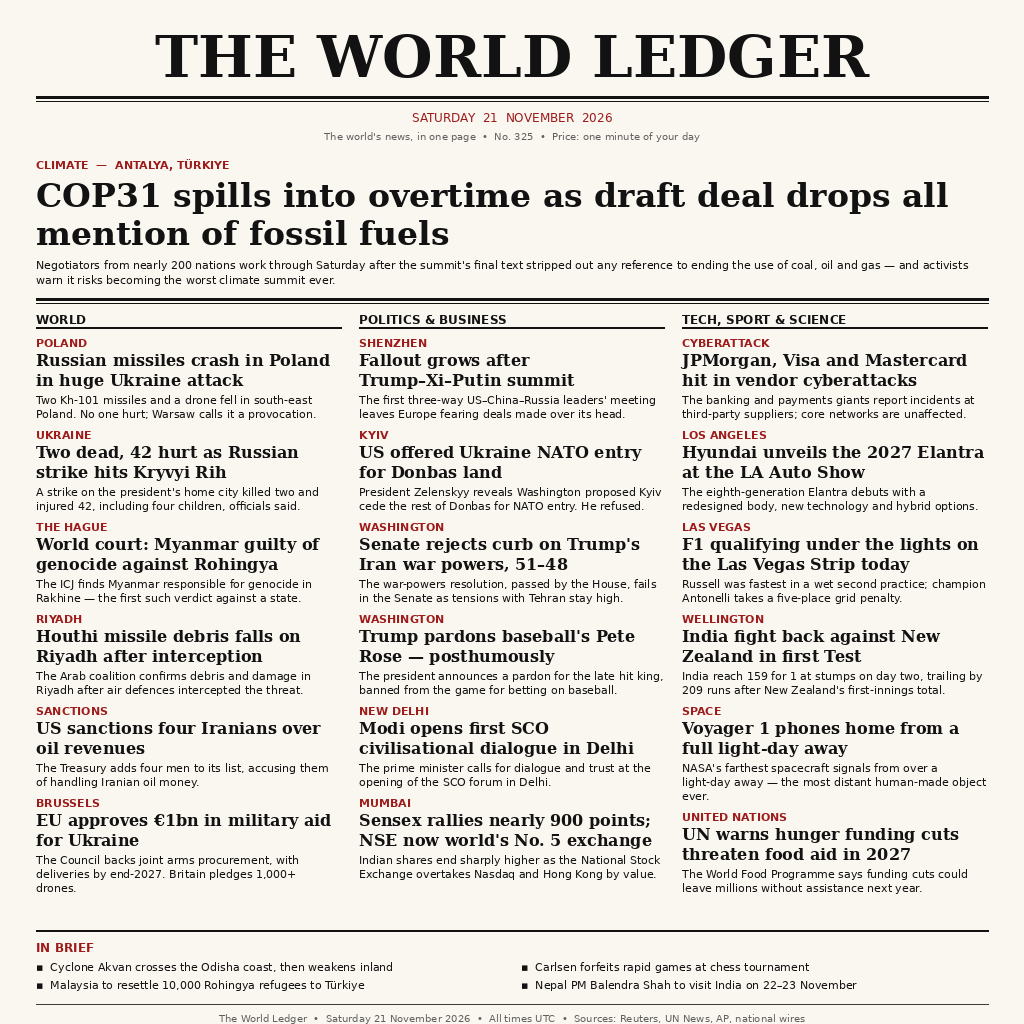 THE WORLD LEDGER
SATURDAY 21 NOVEMBER 2026
The world's news, in one page • No. 325 • Price: one minute of your day
CLIMATE — ANTALYA, TÜRKIYE
COP31 spills into overtime as draft deal drops all
mention of fossil fuels
Negotiators from nearly 200 nations work through Saturday after the summit's final text stripped out any reference to ending the use of coal, oil and gas — and activists
warn it risks becoming the worst climate summit ever.
WORLD
POLAND
Russian missiles crash in Poland
in huge Ukraine attack
Two Kh-101 missiles and a drone fell in south-east
Poland. No one hurt; Warsaw calls it a provocation.
UKRAINE
Two dead, 42 hurt as Russian
strike hits Kryvyi Rih
A strike on the president's home city killed two and
injured 42, including four children, officials said.
THE HAGUE
World court: Myanmar guilty of
genocide against Rohingya
The ICJ finds Myanmar responsible for genocide in
Rakhine — the first such verdict against a state.
RIYADH
Houthi missile debris falls on
Riyadh after interception
The Arab coalition confirms debris and damage in
Riyadh after air defences intercepted the threat.
SANCTIONS
US sanctions four Iranians over
oil revenues
The Treasury adds four men to its list, accusing them
of handling Iranian oil money.
BRUSSELS
EU approves €1bn in military aid
for Ukraine
The Council backs joint arms procurement, with
deliveries by end-2027. Britain pledges 1,000+
drones.
POLITICS & BUSINESS
SHENZHEN
Fallout grows after
Trump–Xi–Putin summit
The first three-way US–China–Russia leaders' meeting
leaves Europe fearing deals made over its head.
KYIV
US offered Ukraine NATO entry
for Donbas land
President Zelenskyy reveals Washington proposed Kyiv
cede the rest of Donbas for NATO entry. He refused.
WASHINGTON
Senate rejects curb on Trump's
Iran war powers, 51–48
The war-powers resolution, passed by the House, fails
in the Senate as tensions with Tehran stay high.
WASHINGTON
Trump pardons baseball's Pete
Rose — posthumously
The president announces a pardon for the late hit king,
banned from the game for betting on baseball.
NEW DELHI
Modi opens first SCO
civilisational dialogue in Delhi
The prime minister calls for dialogue and trust at the
opening of the SCO forum in Delhi.
MUMBAI
Sensex rallies nearly 900 points;
NSE now world's No. 5 exchange
Indian shares end sharply higher as the National Stock
Exchange overtakes Nasdaq and Hong Kong by value.
TECH, SPORT & SCIENCE
CYBERATTACK
JPMorgan, Visa and Mastercard
hit in vendor cyberattacks
The banking and payments giants report incidents at
third-party suppliers; core networks are unaffected.
LOS ANGELES
Hyundai unveils the 2027 Elantra
at the LA Auto Show
The eighth-generation Elantra debuts with a
redesigned body, new technology and hybrid options.
LAS VEGAS
F1 qualifying under the lights on
the Las Vegas Strip today
Russell was fastest in a wet second practice; champion
Antonelli takes a five-place grid penalty.
WELLINGTON
India fight back against New
Zealand in first Test
India reach 159 for 1 at stumps on day two, trailing by
209 runs after New Zealand's first-innings total.
SPACE
Voyager 1 phones home from a
full light-day away
NASA's farthest spacecraft signals from over a
light-day away — the most distant human-made object
ever.
UNITED NATIONS
UN warns hunger funding cuts
threaten food aid in 2027
The World Food Programme says funding cuts could
leave millions without assistance next year.
IN BRIEF
▪ Cyclone Akvan crosses the Odisha coast, then weakens inland
▪ Malaysia to resettle 10,000 Rohingya refugees to Türkiye
▪ Carlsen forfeits rapid games at chess tournament
▪ Nepal PM Balendra Shah to visit India on 22–23 November
The World Ledger • Saturday 21 November 2026 • All times UTC • Sources: Reuters, UN News, AP, national wires